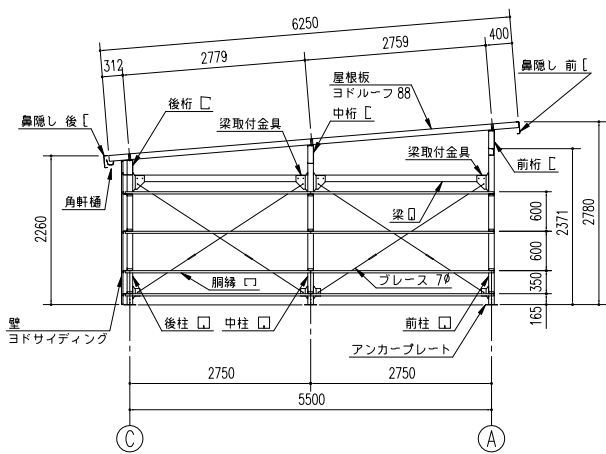 6250
312
2779
2759
400
鼻隠し 前
屋根板
ヨドルーフ 88
後桁
中桁
鼻隠し 後
梁取付金具
梁取付金具
前桁
角軒樋
梁
2260
600
600
350
165
2371
2780
胴縁
ブレース 7φ
壁
ヨドサイディング
後柱
中柱
前柱
アンカープレート
2750
2750
5500
C
A